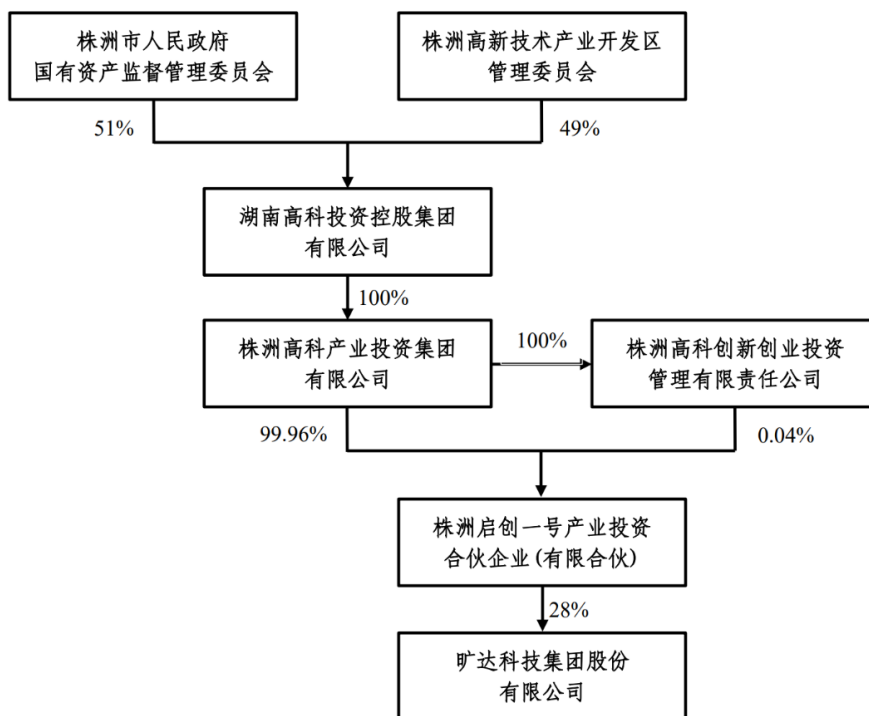 株洲市人民政府
国有资产监督管理委员会
株洲高新技术产业开发区
管理委员会
51%
49%
湖南高科投资控股集团
有限公司
100%
株洲高科产业投资集团
有限公司
100%
株洲高科创新创业投资
管理有限责任公司
99.96%
0.04%
株洲启创一号产业投资
合伙企业(有限合伙)
28%
旷达科技集团股份
有限公司